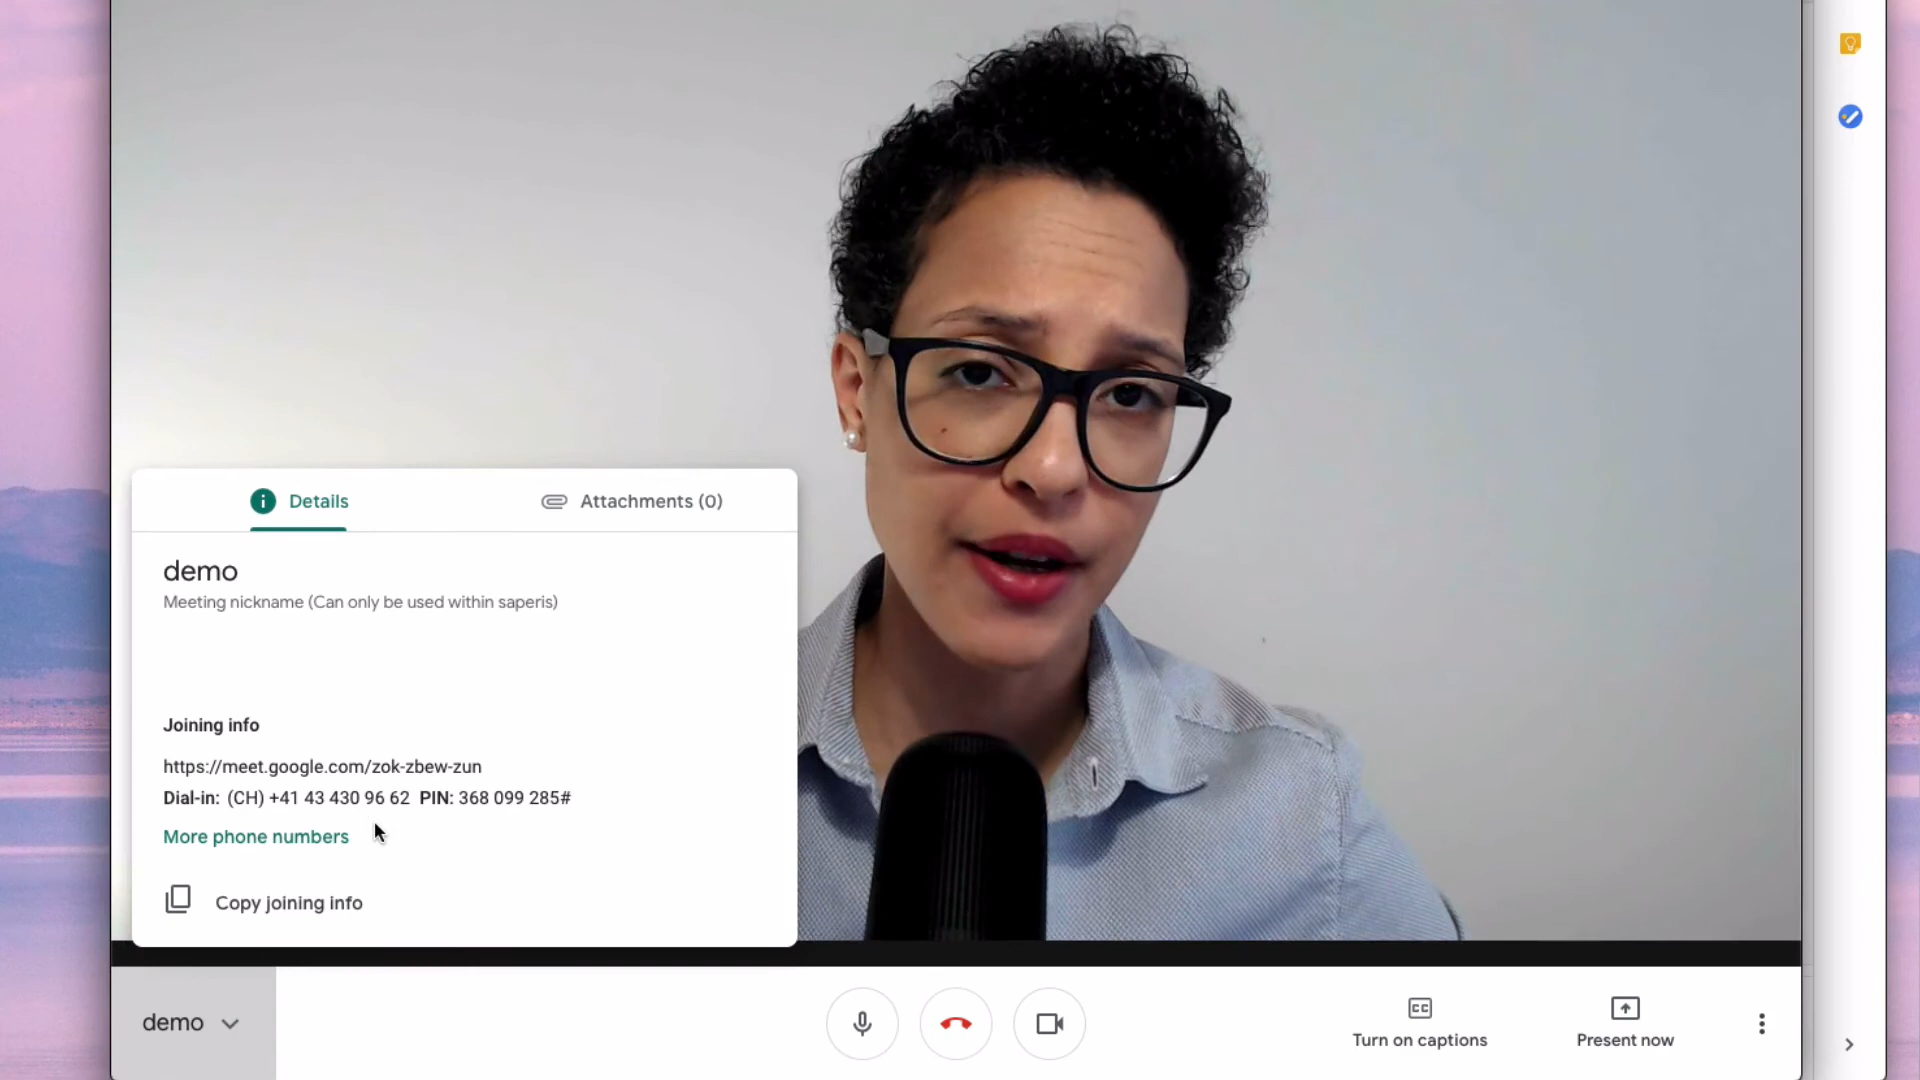 Details
Attachments (0)
demo
Meeting nickname (Can only be used within saperis)
Joining info
https://meet.google.com/zok-zbew-zun
Dial-in: (CH) +41 43 430 96 62 PIN: 368 099 285#
More phone numbers
Copy joining info
demo
CC
Turn on captions
Present now